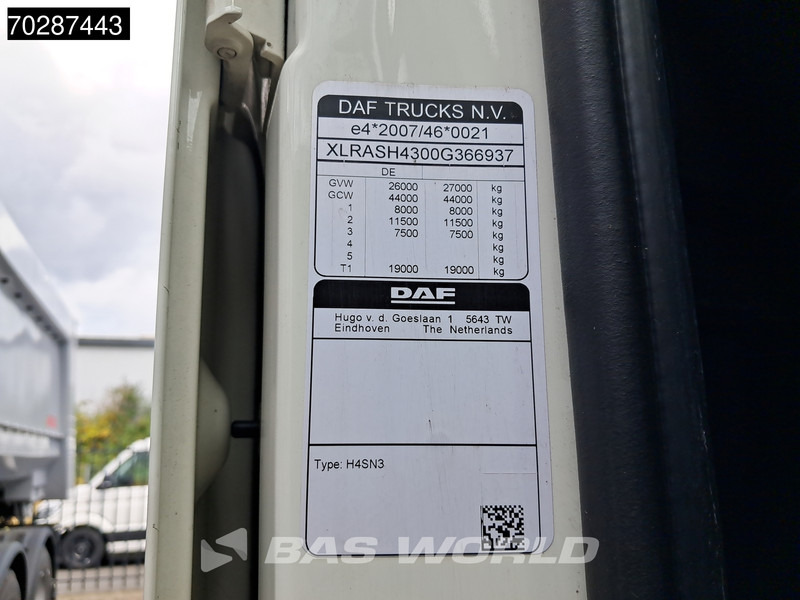 70287443
DAF TRUCKS N.V.
e4*2007/46*0021
XLRASH4300G366937
DE
GVW 26000 27000 kg
GCW 44000 44000 kg
1 8000 8000 kg
2 11500 11500 kg
3 7500 7500 kg
4 kg
5 kg
T1 19000 19000 kg
DAF
Hugo v. d. Goeslaan 1 5643 TW
Eindhoven The Netherlands
Type: H4SN3
BAS WORLD